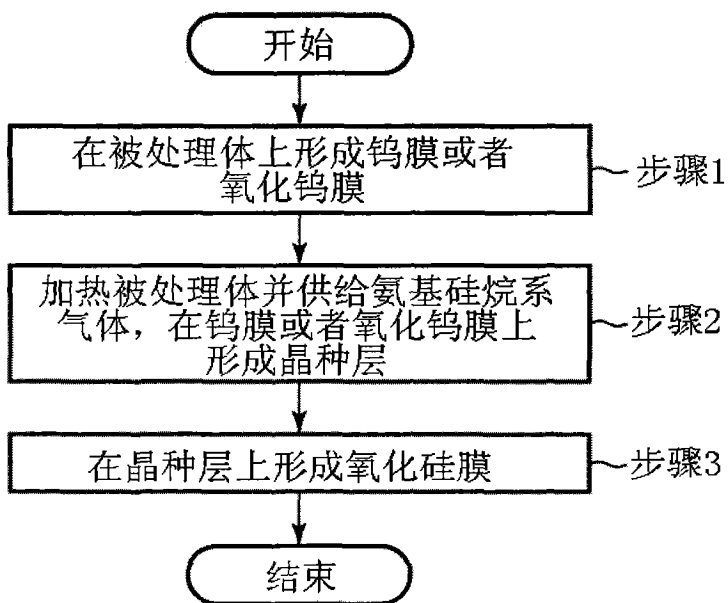 开始
在被处理体上形成钨膜或者
氧化钨膜
步骤1
加热被处理体并供给氨基硅烷系
气体，在钨膜或者氧化钨膜上
形成晶种层
步骤2
在晶种层上形成氧化硅膜
步骤3
结束